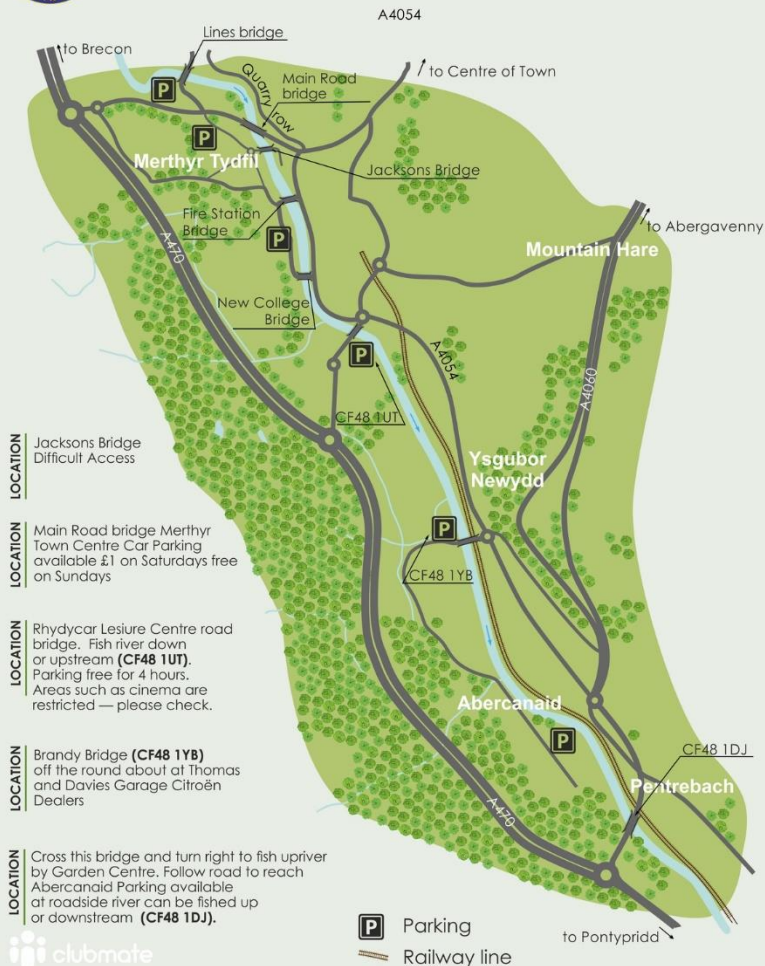 A4054
to Brecon
Lines bridge
Quarry row
Main Road
bridge
to Centre of Town
P
P
Merthyr Tydfil
Jacksons Bridge
Fire Station
Bridge
P
A470
Mountain Hare
to Abergavenny
New College
Bridge
P
A4054
A4060
CF48 1UT
Ysgubor
Newydd
P
CF48 1YB
Abercanaid
P
CF48 1DJ
Pentrebach
A470
to Pontypridd
LOCATION
Jacksons Bridge
Difficult Access
LOCATION
Main Road bridge Merthyr
Town Centre Car Parking
available £1 on Saturdays free
on Sundays
LOCATION
Rhydycar Lesiure Centre road
bridge. Fish river down
or upstream (CF48 1UT).
Parking free for 4 hours.
Areas such as cinema are
restricted — please check.
LOCATION
Brandy Bridge (CF48 1YB)
off the round about at Thomas
and Davies Garage Citroën
Dealers
LOCATION
Cross this bridge and turn right to fish upriver
by Garden Centre. Follow road to reach
Abercanaid Parking available
at roadside river can be fished up
or downstream (CF48 1DJ).
P Parking
Railway line
clubmate